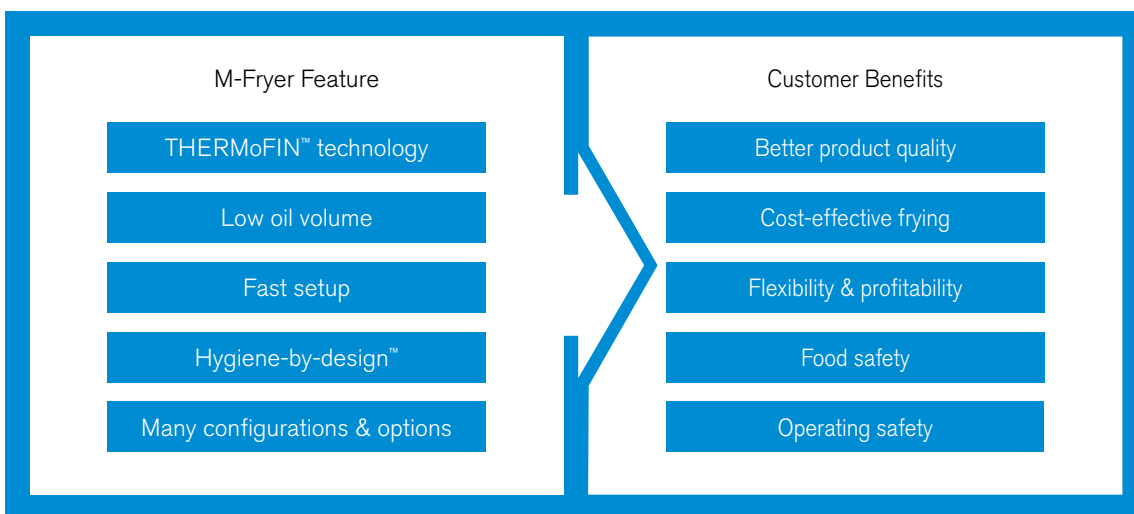 M-Fryer Feature
THERMoFIN™ technology
Low oil volume
Fast setup
Hygiene-by-design™
Many configurations & options
Customer Benefits
Better product quality
Cost-effective frying
Flexibility & profitability
Food safety
Operating safety